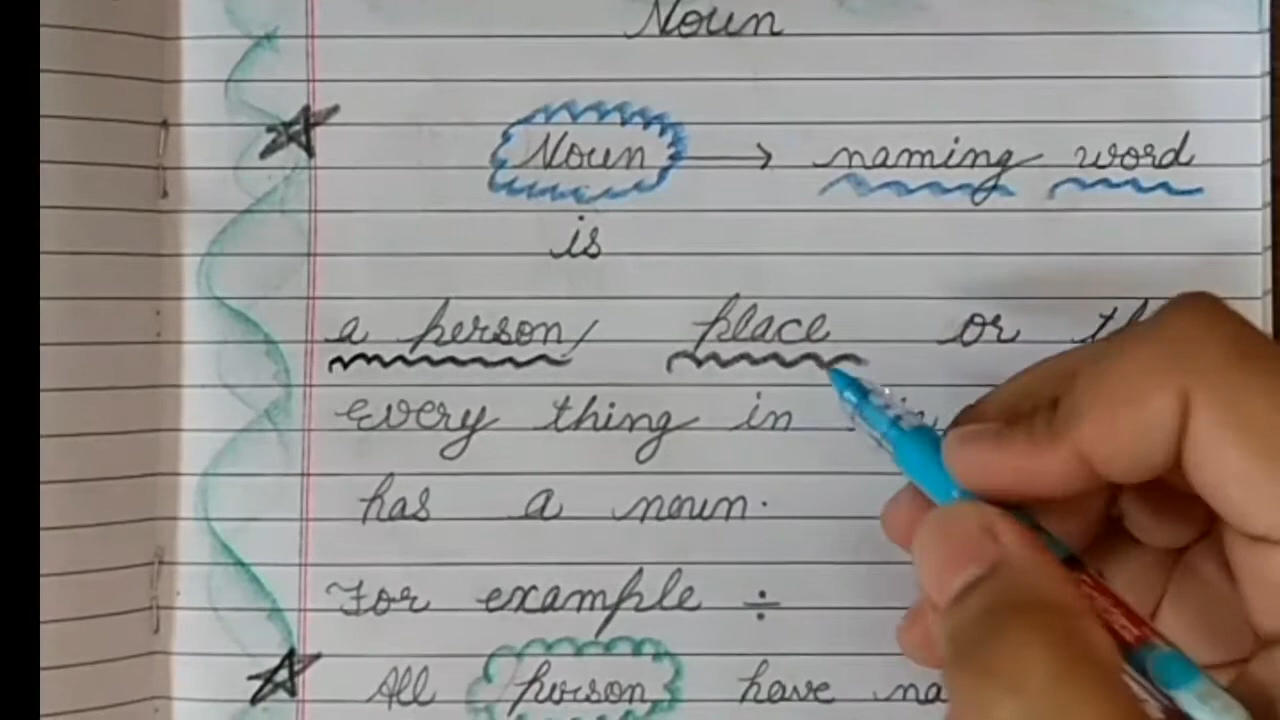 Noun
Noun → naming word
is
a person, place or
every thing in
has a noun.
For example ÷
All person have